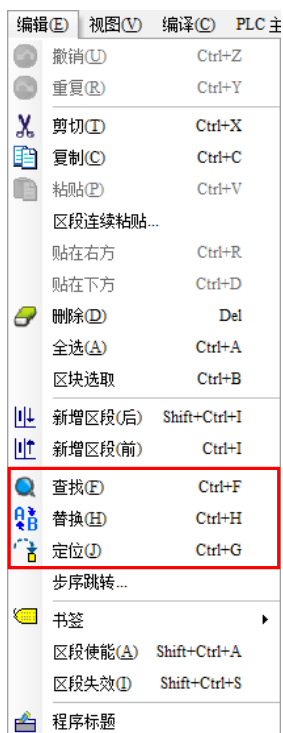 编辑(E) 视图(V) 编译(C) PLC 主
撤销(U) Ctrl+Z
重复(R) Ctrl+Y
剪切(T) Ctrl+X
复制(C) Ctrl+C
粘贴(P) Ctrl+V
区段连续粘贴...
贴在右方 Ctrl+R
贴在下方 Ctrl+D
删除(D) Del
全选(A) Ctrl+A
区块选取 Ctrl+B
新增区段(后) Shift+Ctrl+I
新增区段(前) Ctrl+I
查找(F) Ctrl+F
替换(H) Ctrl+H
定位(J) Ctrl+G
步序跳转...
书签
区段使能(A) Shift+Ctrl+A
区段失效(I) Shift+Ctrl+S
程序标题